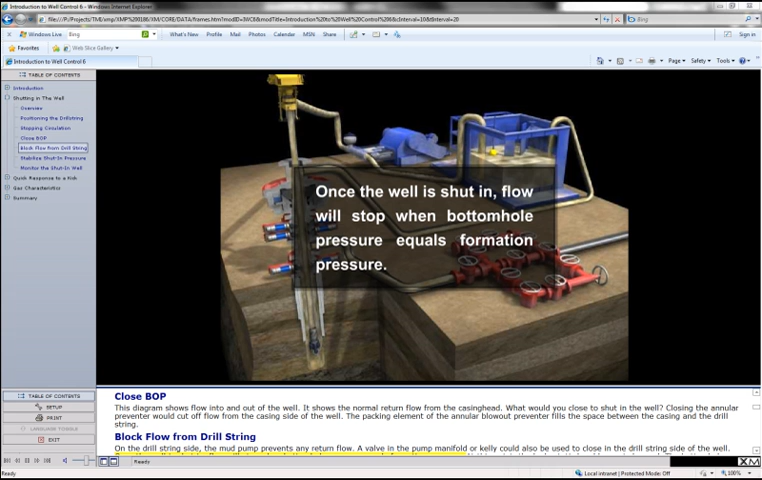 Introduction to Well Control 6 - Windows Internet Explorer
Bing
Windows Live
Bing
What's New
Profile
Mail
Photos
Calendar
MSN
Share
Sign in
Favorites
Web Slice Gallery
Introduction to Well Control 6
Page
Safety
Tools
TABLE OF CONTENTS
Introduction
Shutting in The Well
Overview
Positioning the Drillstring
Stopping Circulation
Close BOP
Block Flow from Drill String
Stabilize Shut-In Pressure
Monitor the Shut-In Well
Quick Response to a Kick
Gas Characteristics
Summary
Once the well is shut in, flow
will stop when bottomhole
pressure equals formation
pressure.
TABLE OF CONTENTS
SETUP
PRINT
LANGUAGE TOGGLE
EXIT
Close BOP
This diagram shows flow into and out of the well. It shows the normal return flow from the casinghead. What would you close to shut in the well? Closing the annular
preventer would cut off flow from the casing side of the well. The packing element of the annular blowout preventer fills the space between the casing and the drill
string.
Block Flow from Drill String
On the drill string side, the mud pump prevents any return flow. A valve in the pump manifold or kelly could also be used to close in the drill string side of the well.
Ready
XM
Ready
Local intranet | Protected Mode: Off
100%